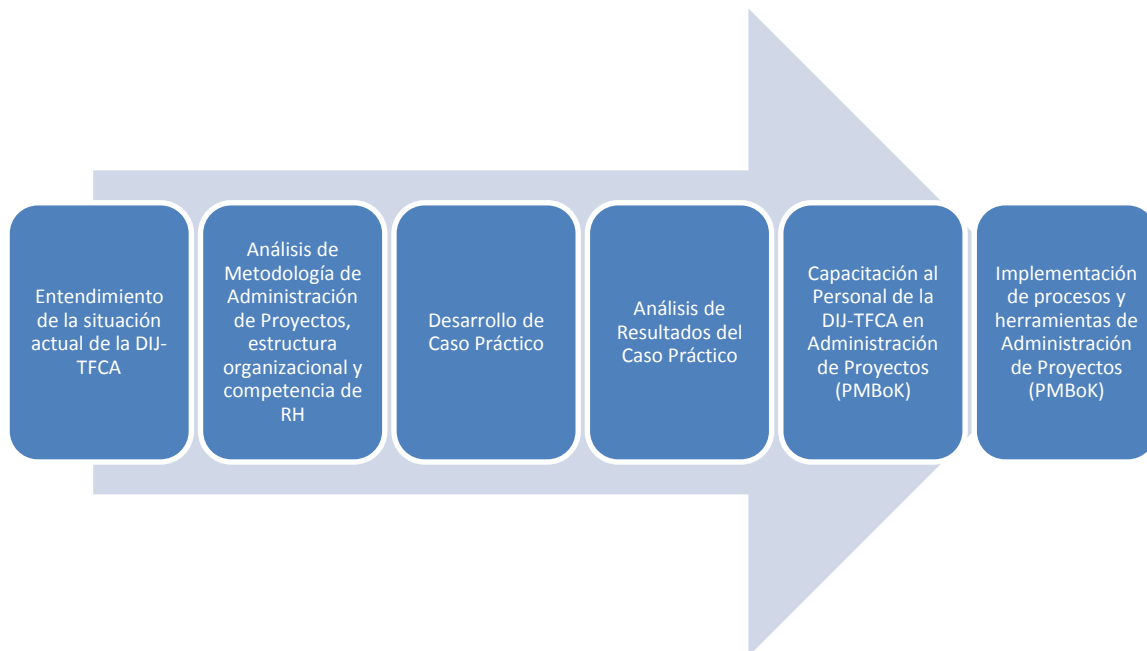 Entendimiento
de la situación
actual de la DIJ-
TFCA
Análisis de
Metodología de
Administración
de Proyectos,
estructura
organizacional y
competencia de
RH
Desarrollo de
Caso Práctico
Análisis de
Resultados del
Caso Práctico
Capacitación al
Personal de la
DIJ-TFCA en
Administración
de Proyectos
(PMBoK)
Implementación
de procesos y
herramientas de
Administración
de Proyectos
(PMBoK)